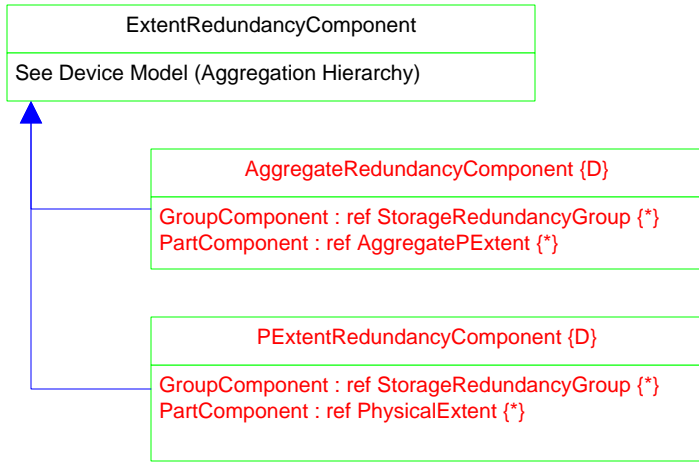 ExtentRedundancyComponent
See Device Model (Aggregation Hierarchy)
AggregateRedundancyComponent {D}
GroupComponent : ref StorageRedundancyGroup {*}
PartComponent : ref AggregatePExtent {*}
PExtentRedundancyComponent {D}
GroupComponent : ref StorageRedundancyGroup {*}
PartComponent : ref PhysicalExtent {*}